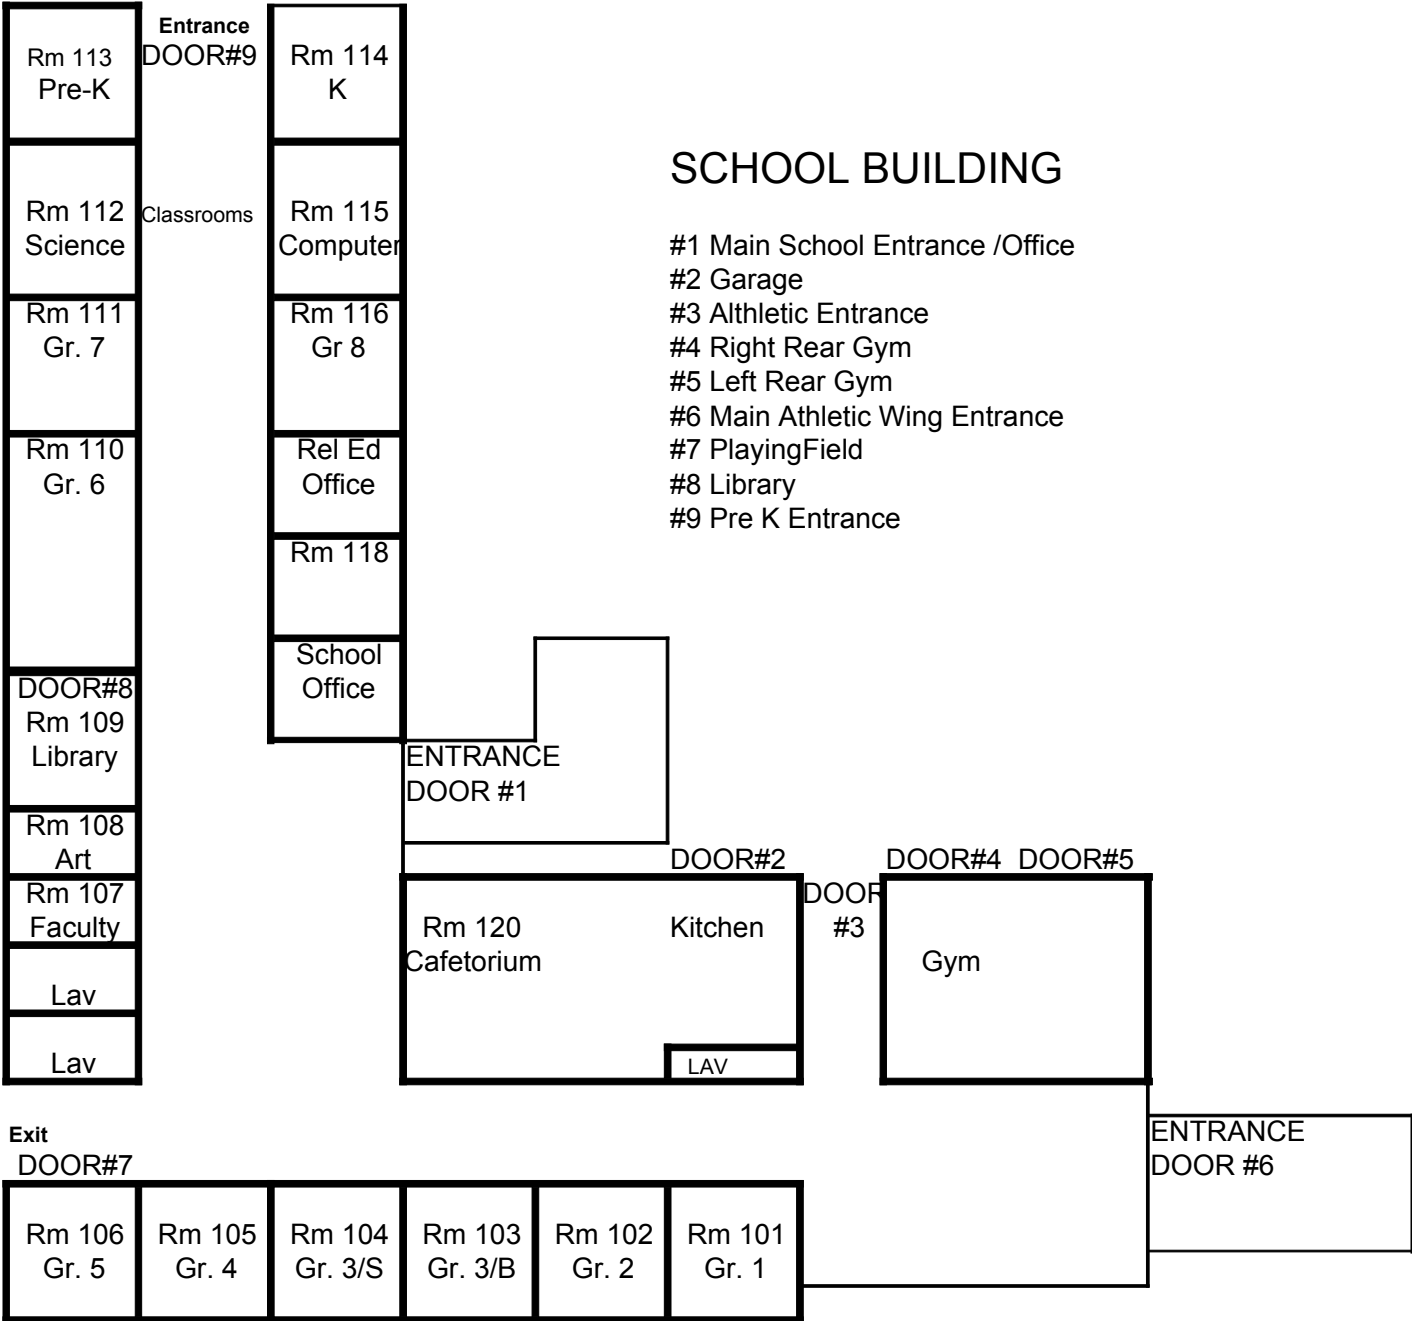 Entrance
DOOR#9
Rm 113
Pre-K
Rm 114
K
SCHOOL BUILDING
Rm 112
Science
Classrooms
Rm 115
Computer
#1 Main School Entrance /Office
#2 Garage
#3 Althletic Entrance
#4 Right Rear Gym
#5 Left Rear Gym
#6 Main Athletic Wing Entrance
#7 PlayingField
#8 Library
#9 Pre K Entrance
Rm 111
Gr. 7
Rm 116
Gr 8
Rm 110
Gr. 6
Rel Ed
Office
Rm 118
School
Office
DOOR#8
Rm 109
Library
ENTRANCE
DOOR #1
Rm 108
Art
DOOR#2
DOOR#4 DOOR#5
Rm 107
Faculty
Rm 120
Cafetorium
Kitchen
DOOR
#3
Gym
Lav
Lav
LAV
Exit
DOOR#7
ENTRANCE
DOOR #6
Rm 106
Gr. 5
Rm 105
Gr. 4
Rm 104
Gr. 3/S
Rm 103
Gr. 3/B
Rm 102
Gr. 2
Rm 101
Gr. 1